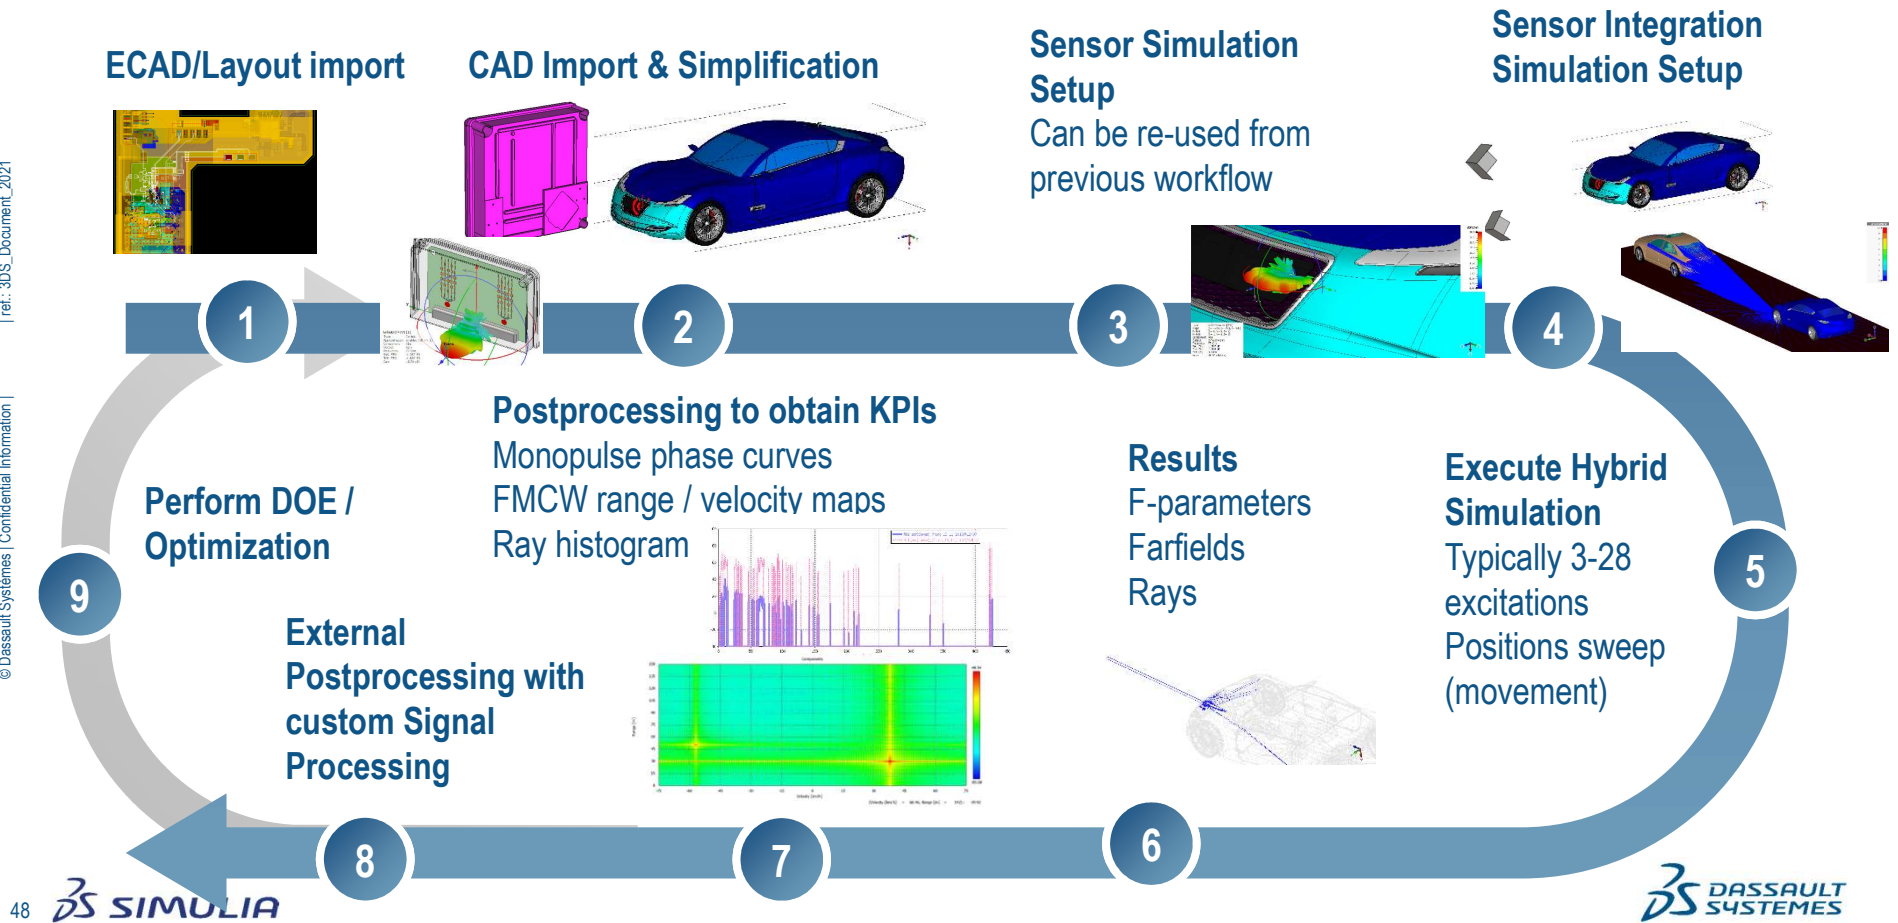 ECAD/Layout import
CAD Import & Simplification
Sensor Simulation
Setup
Can be re-used from
previous workflow
Sensor Integration
Simulation Setup
1
2
3
4
Postprocessing to obtain KPIs
Monopulse phase curves
FMCW range / velocity maps
Ray histogram
Results
F-parameters
Farfields
Rays
Execute Hybrid
Simulation
Typically 3-28
excitations
Positions sweep
(movement)
5
Perform DOE /
Optimization
9
External
Postprocessing with
custom Signal
Processing
8
7
6
© Dassault Systèmes | Confidential Information |
| ref.: 3DS_Document_2021
48
SIMULIA
DASSAULT
SYSTEMES